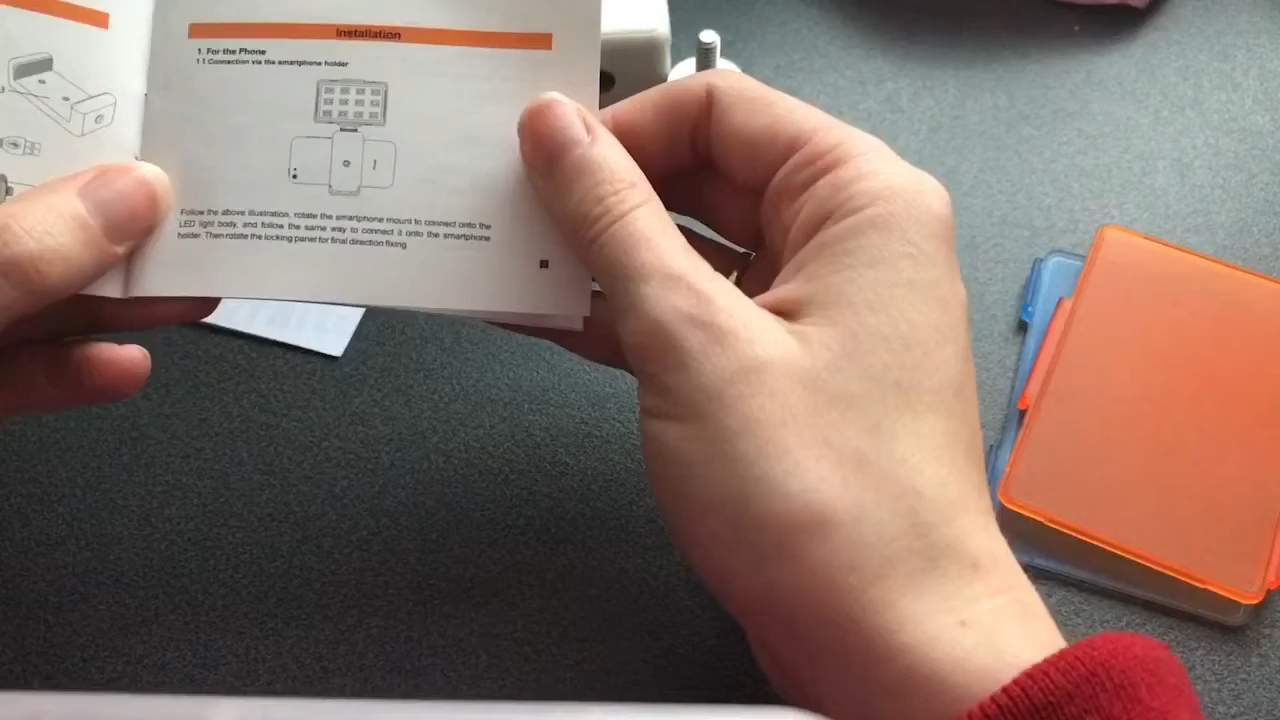 Installation
1. For the Phone
1 1 Connection via the smartphone holder
Follow the above illustration, rotate the smartphone mount to connect onto the
LED light body, and follow the same way to connect it onto the smartphone
holder. Then rotate the locking panel for final direction fixing.